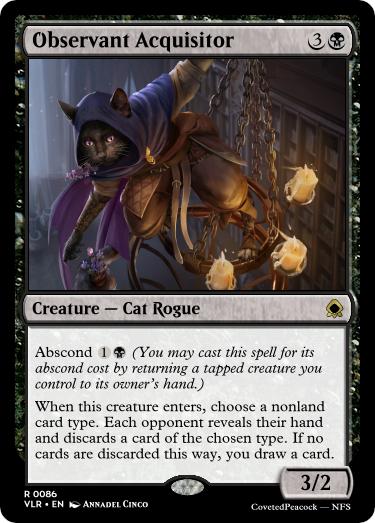 Observant Acquisitor 3
Creature — Cat Rogue
Abscond 1 (You may cast this spell for its
abscond cost by returning a tapped creature you
control to its owner's hand.)
When this creature enters, choose a nonland
card type. Each opponent reveals their hand
and discards a card of the chosen type. If no
cards are discarded this way, you draw a card.
3/2
R 0086
VLR • EN Annadel Cinco
CovetedPeacock — NFS